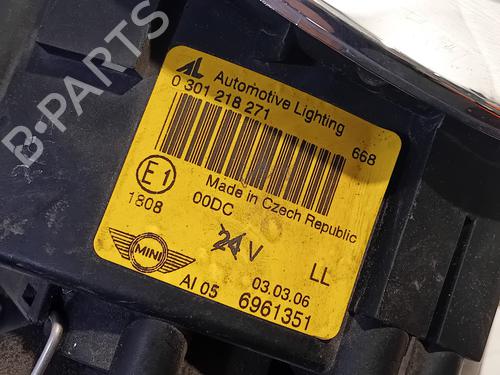 B-PARTS
AL Automotive Lighting
0 301 218 271
668
E1
1808
Made in Czech Republic
00DC
24 V
LL
MINI
03.03.06
AI 05 6961351